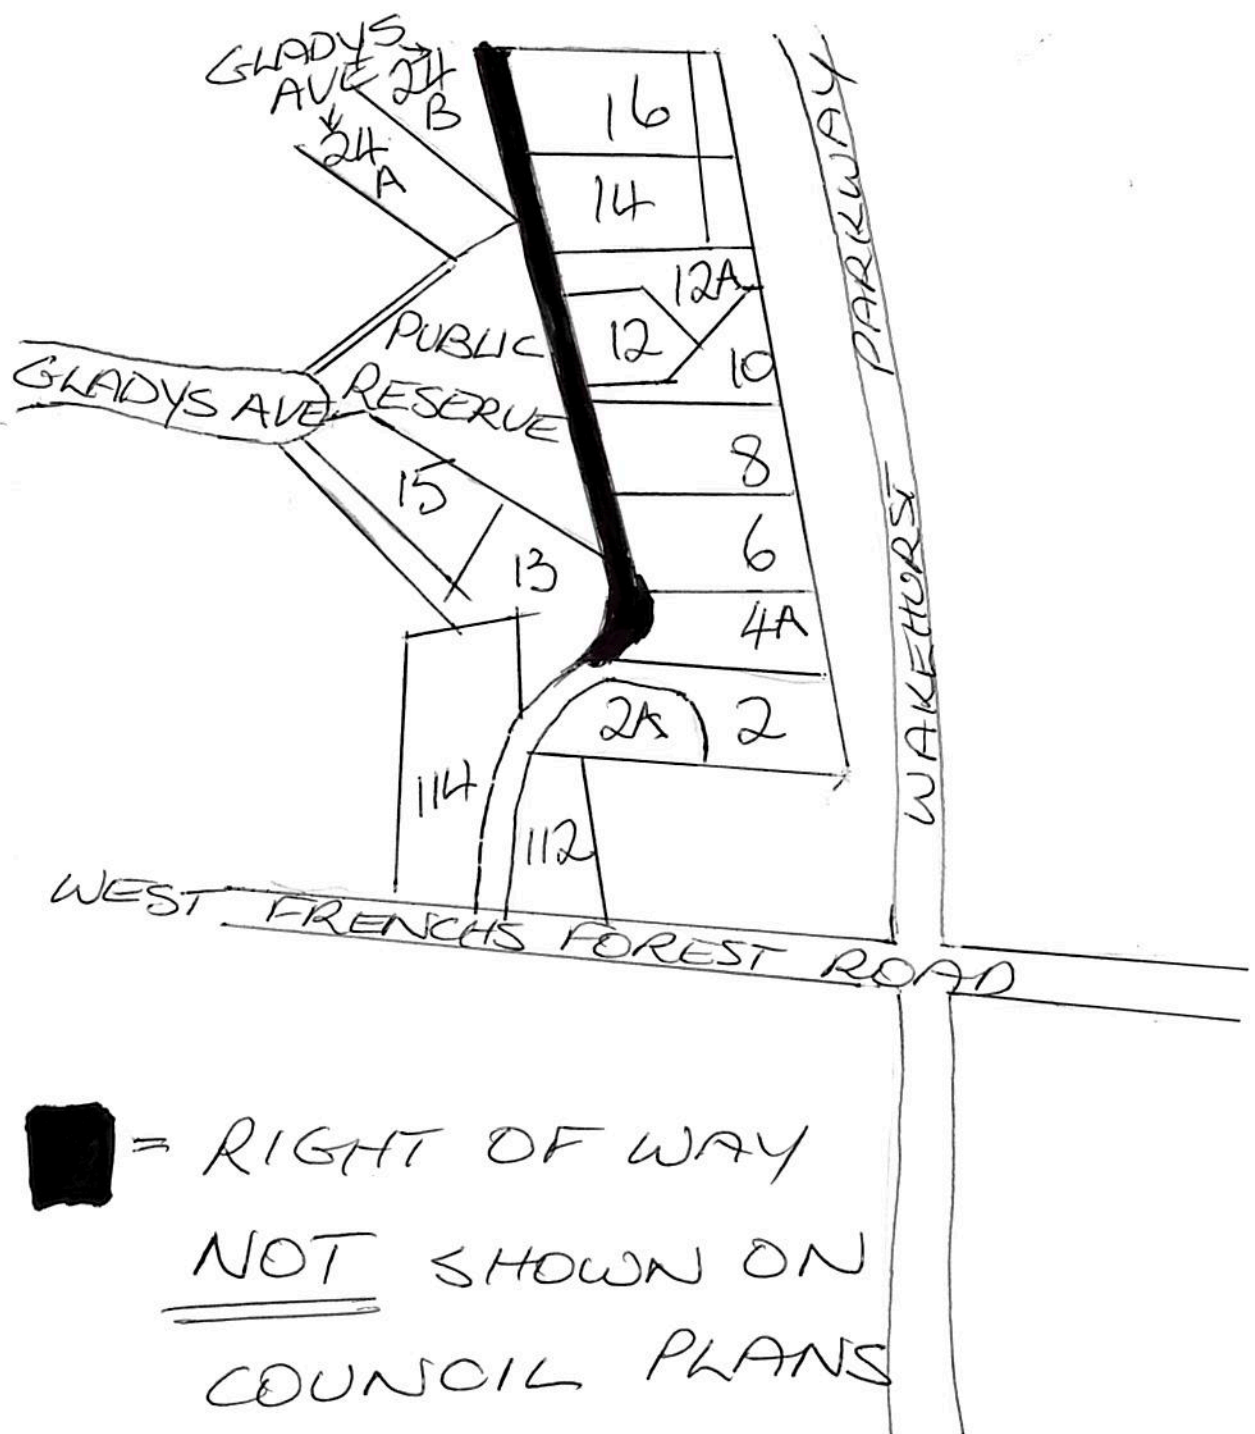 GLADYS
AVE
24
B
24
A
16
14
12A
12
10
PUBLIC
RESERVE
GLADYS AVE
15
13
8
6
4A
2A
2
114
112
WAKEHURST PARKWAY
WEST FRENCHS FOREST ROAD
= RIGHT OF WAY
NOT SHOWN ON
COUNCIL PLANS